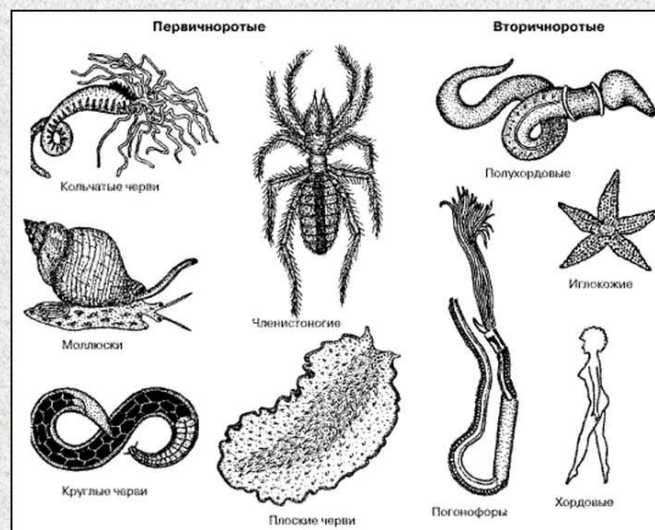 Первичноротые
Вторичноротые
Кольчатые черви
Полухордовые
Членистоногие
Иглокожие
Моллюски
Круглые черви
Плоские черви
Погонофоры
Хордовые